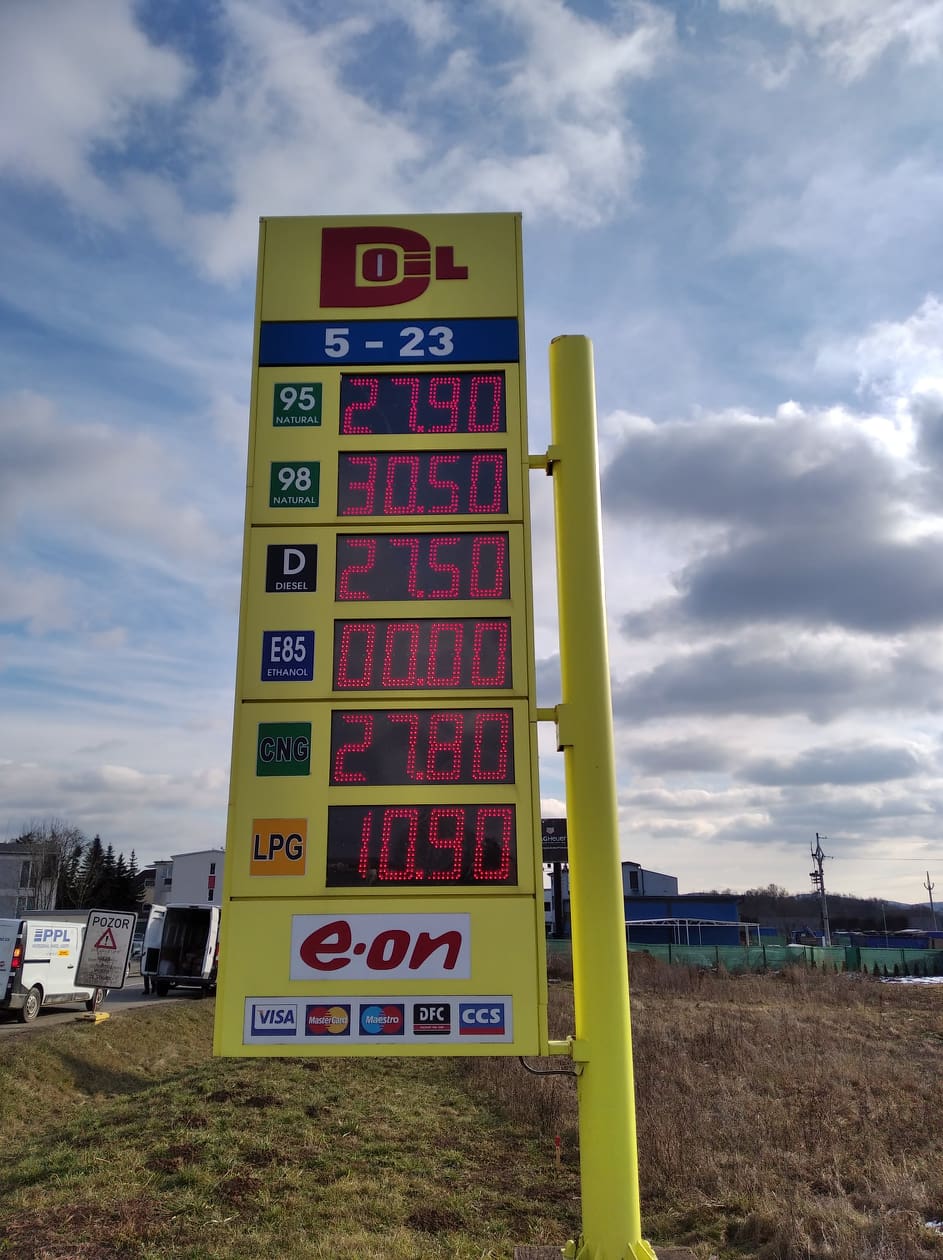 DOIL
5 - 23
95 NATURAL 27.90
98 NATURAL 30.50
D DIESEL 27.50
E85 ETHANOL 00.00
CNG 27.80
LPG 10.90
e·on
VISA MasterCard Maestro DFC CCS
POZOR
PPL